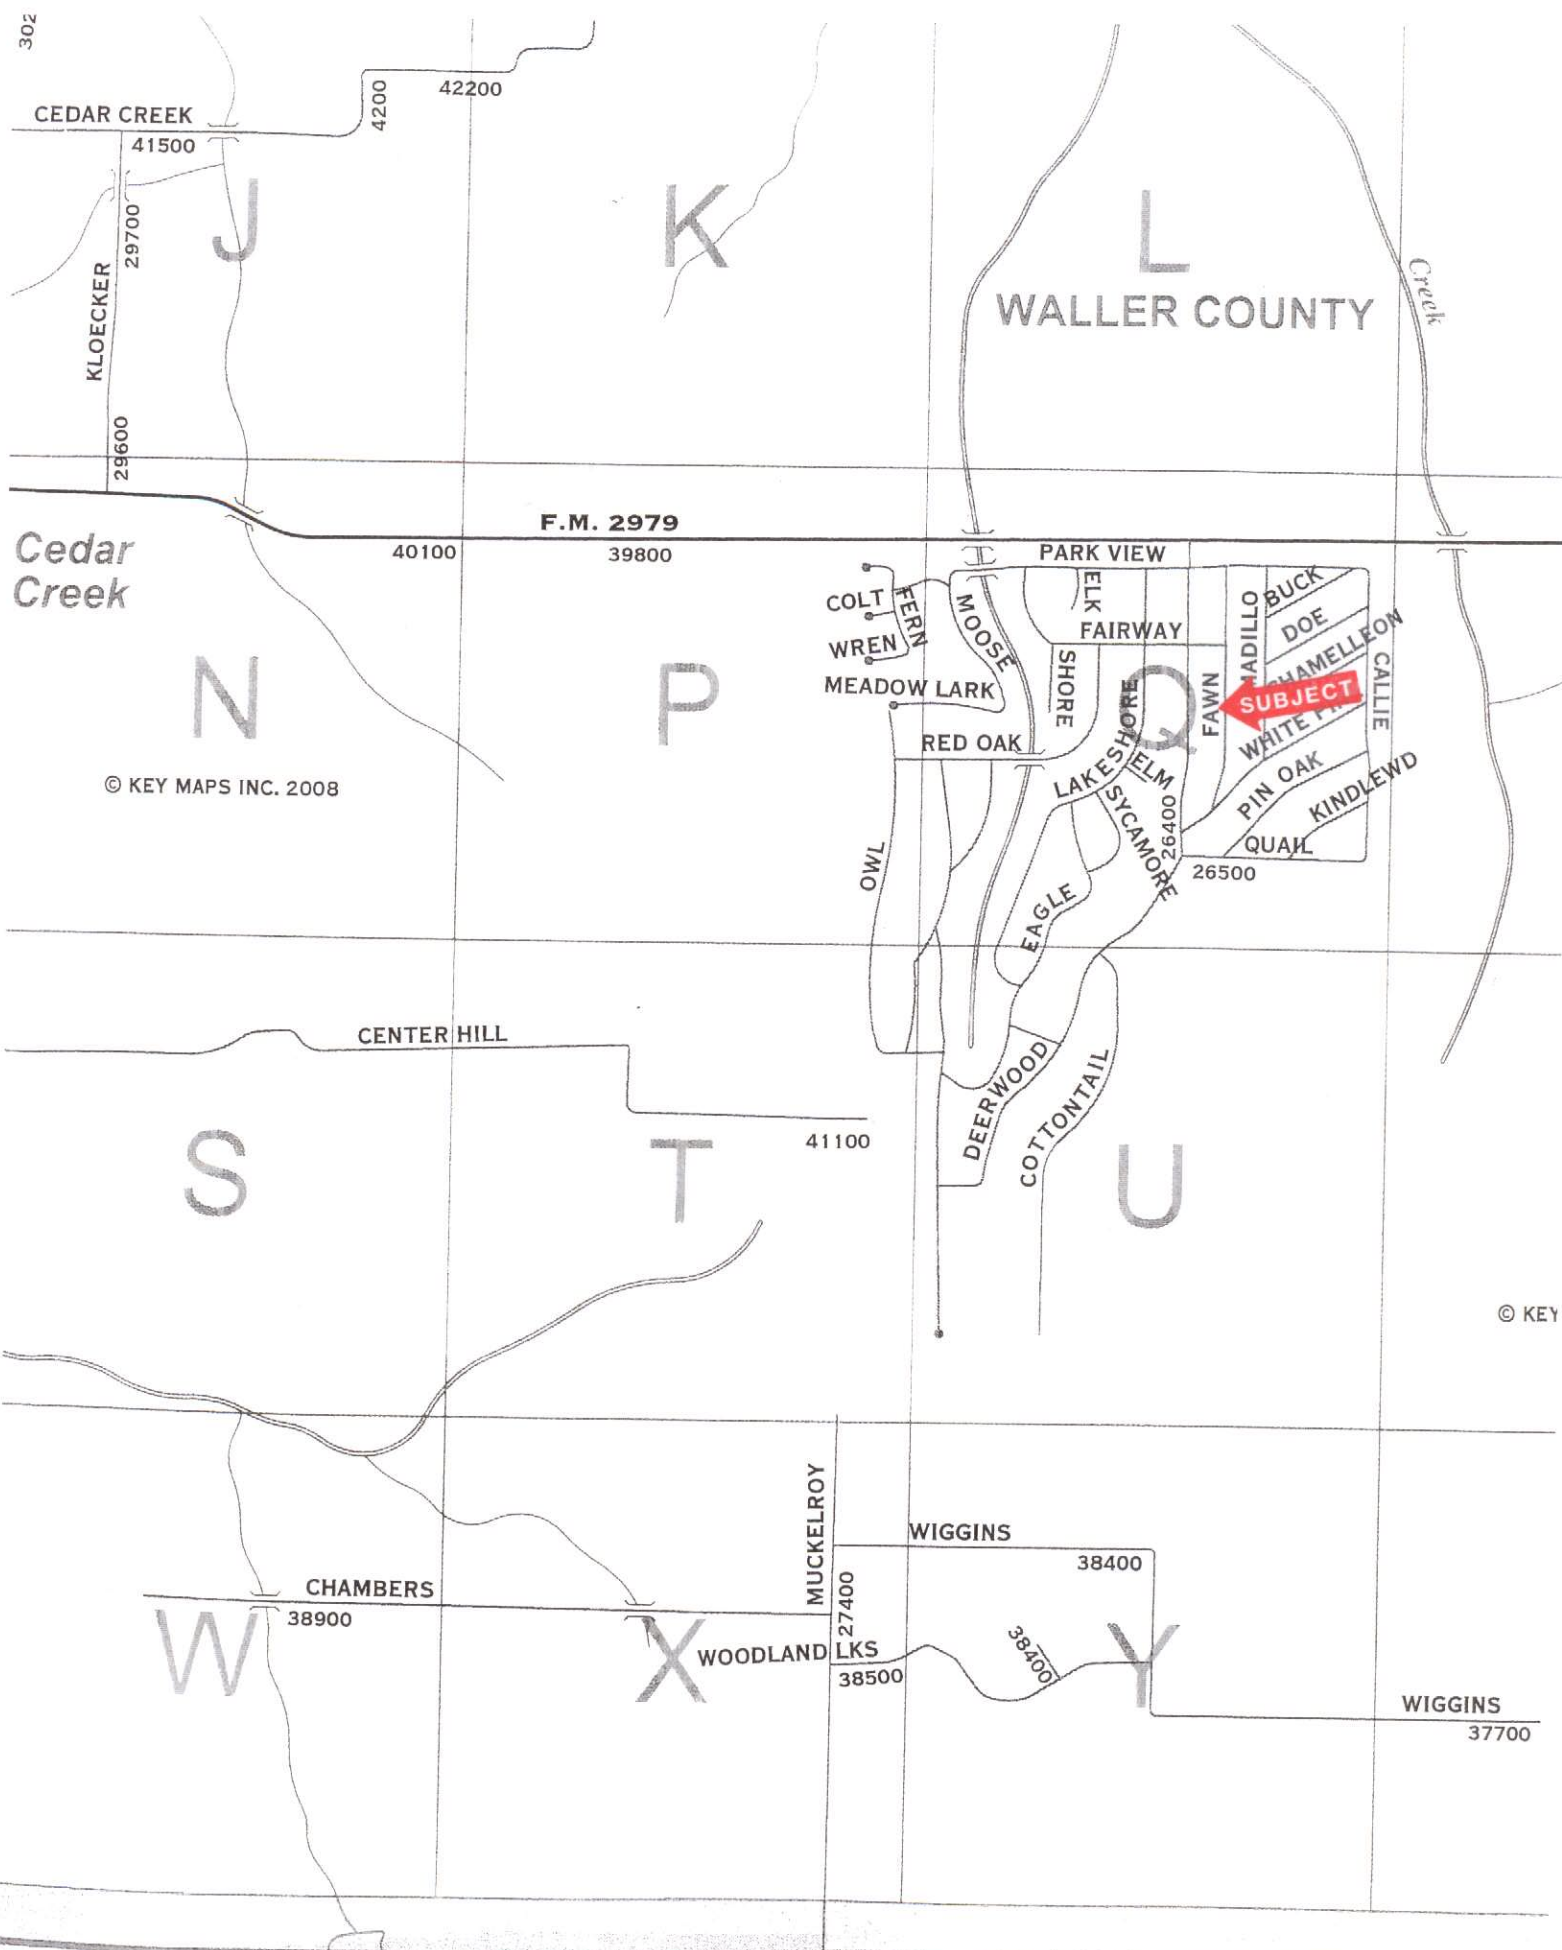 302
4200
42200
CEDAR CREEK
41500
J
K
L
29700
KLOECKER
WALLER COUNTY
Creek
29600
F.M. 2979
40100
39800
Cedar
Creek
PARK VIEW
COLT
FERN
MOOSE
ELK
BUCK
DOE
WREN
FAIRWAY
MADILLO
CHAMELLEON
MEADOW LARK
SHORE
LAKESHORE
Q
FAWN
SUBJECT
CALLIE
N
P
RED OAK
WHITE
ELM
PIN OAK
KINDLEWD
© KEY MAPS INC. 2008
SYCAMORE
26400
QUAIL
26500
OWL
EAGLE
CENTER HILL
DEERWOOD
COTTONTAIL
41100
S
T
U
© KEY
MUCKELROY
WIGGINS
38400
27400
CHAMBERS
38900
W
X
Y
WOODLAND LKS
38500
38400
WIGGINS
37700